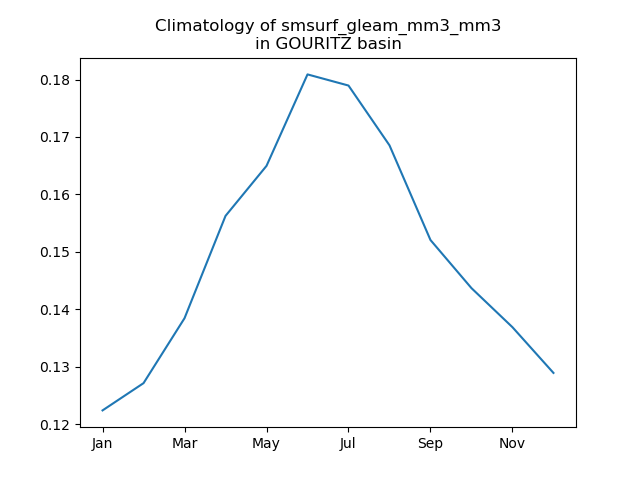 Climatology of smsurf_gleam_mm3_mm3
in GOURITZ basin
0.18
0.17
0.16
0.15
0.14
0.13
0.12
Jan Mar May Jul Sep Nov